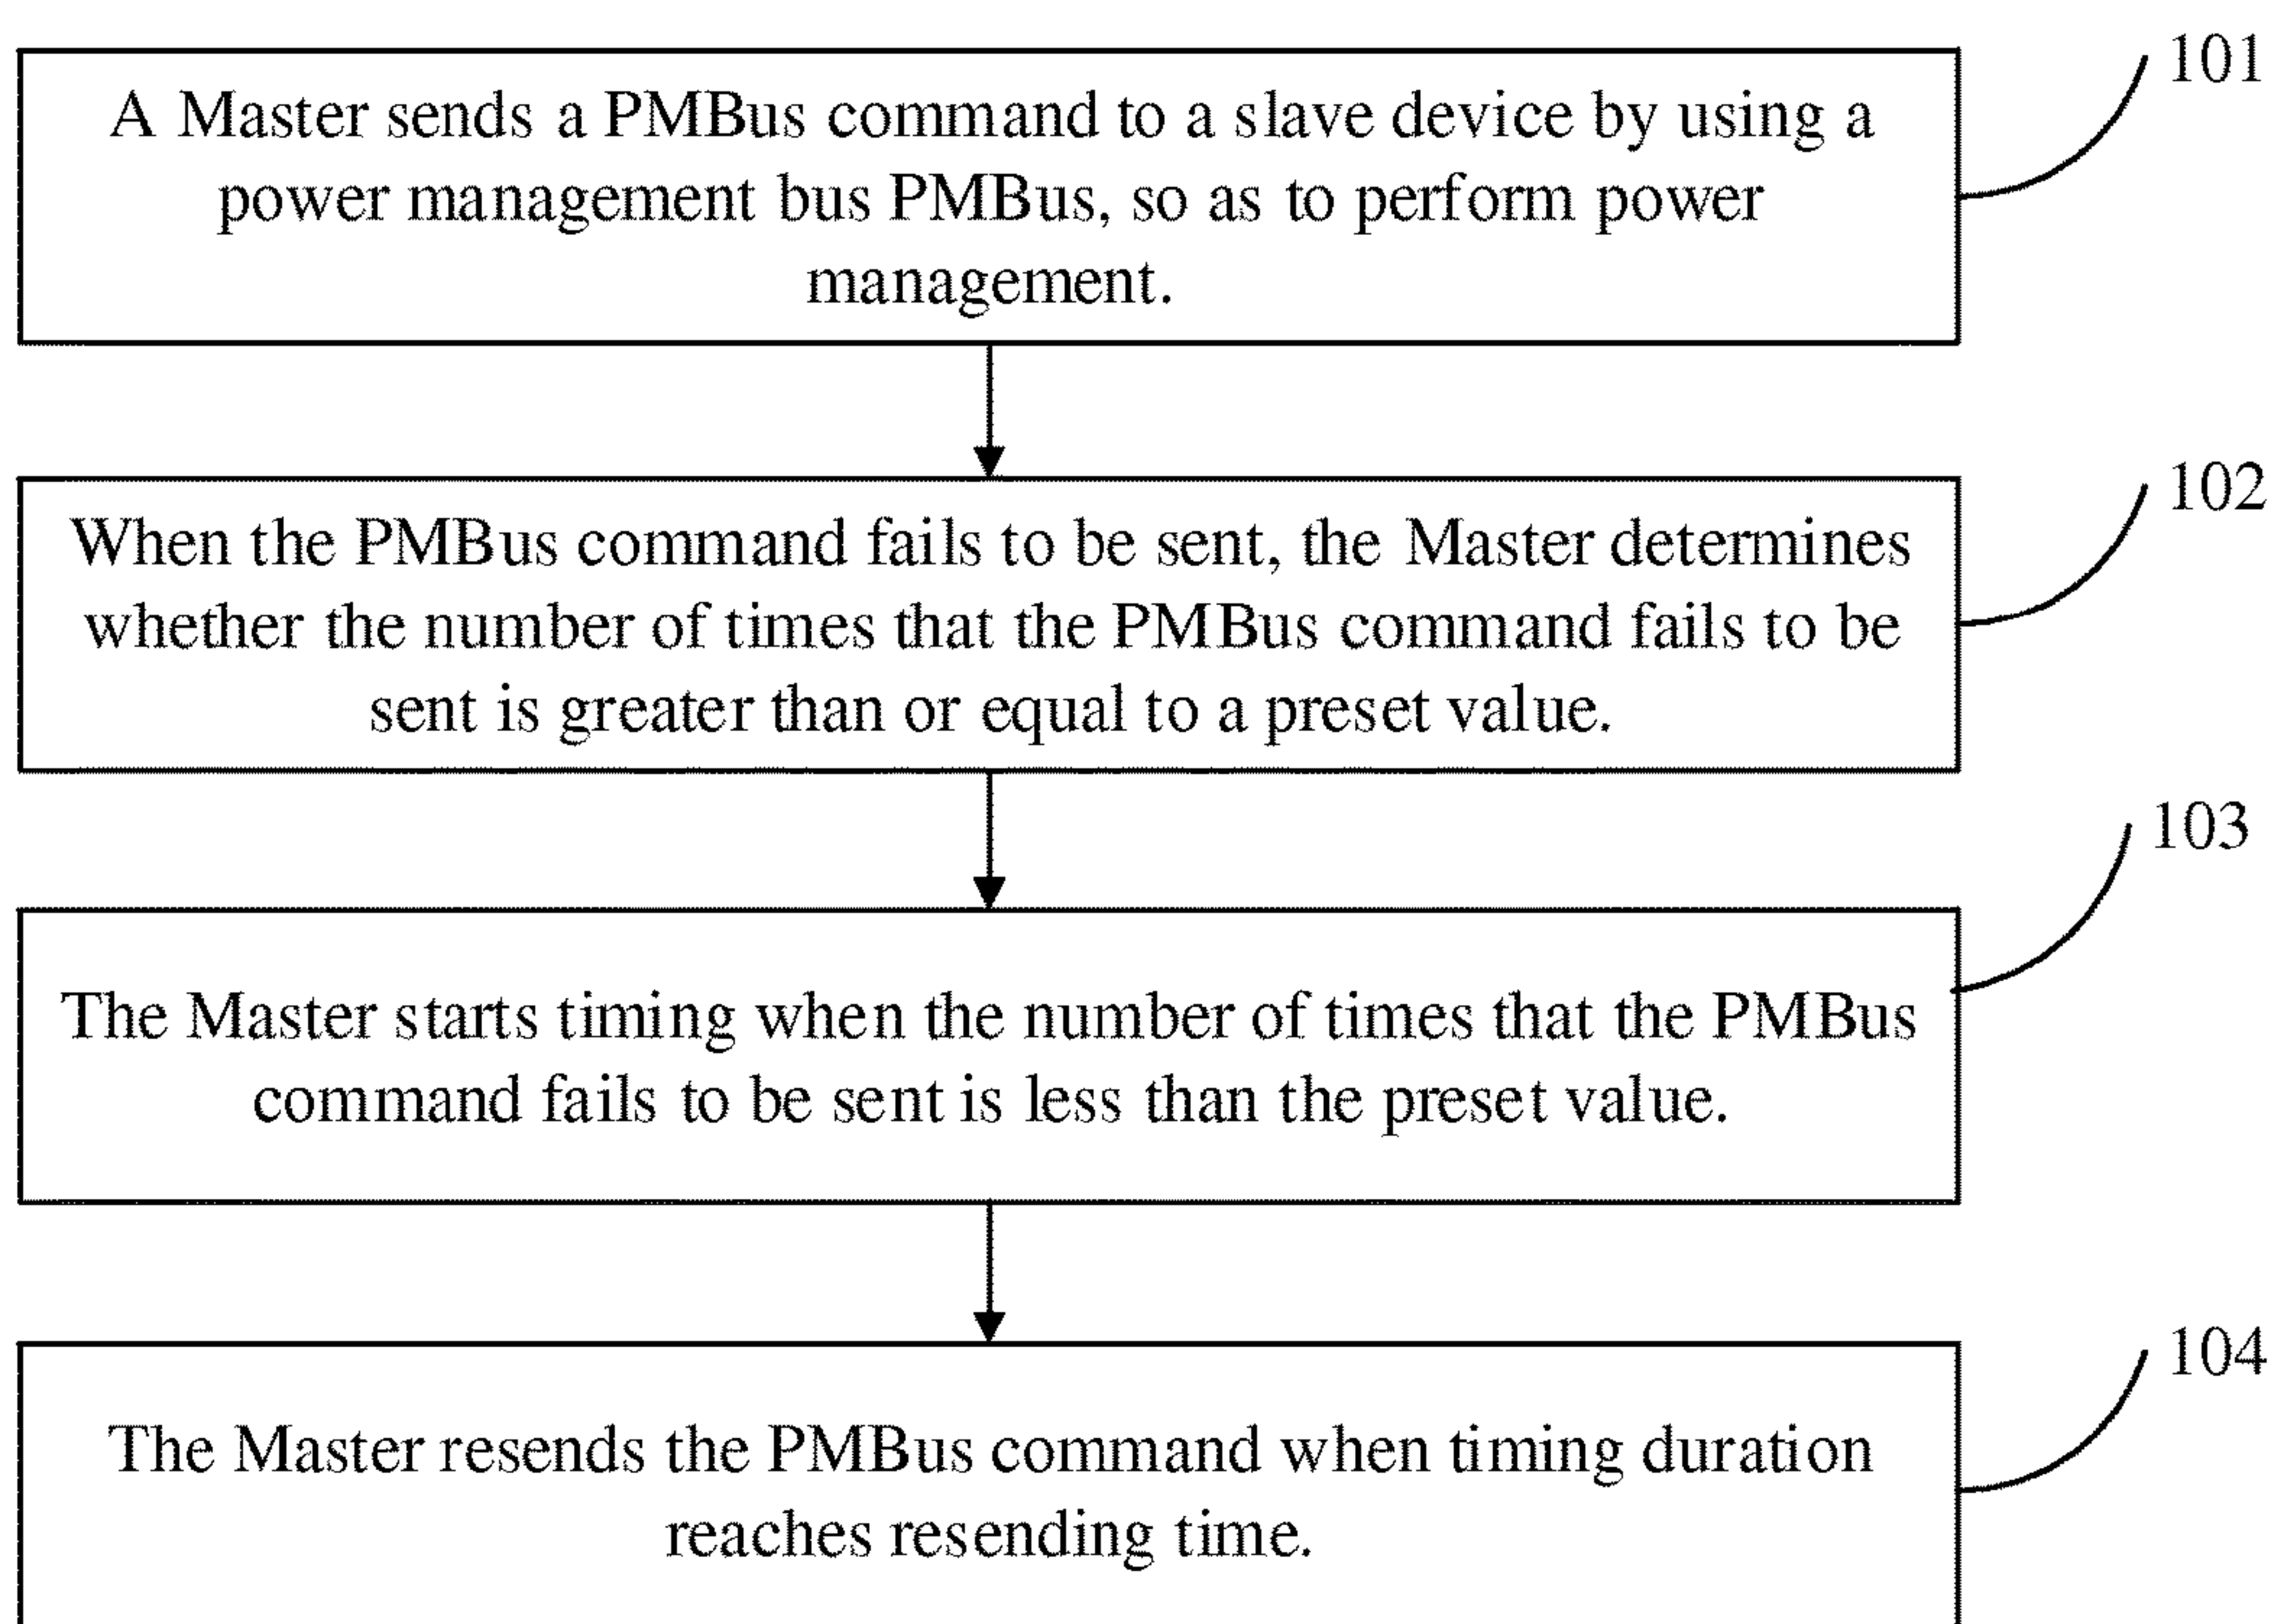 101
A Master sends a PMBus command to a slave device by using a
power management bus PMBus, so as to perform power
management.
102
When the PMBus command fails to be sent, the Master determines
whether the number of times that the PMBus command fails to be
sent is greater than or equal to a preset value.
103
The Master starts timing when the number of times that the PMBus
command fails to be sent is less than the preset value.
104
The Master resends the PMBus command when timing duration
reaches resending time.